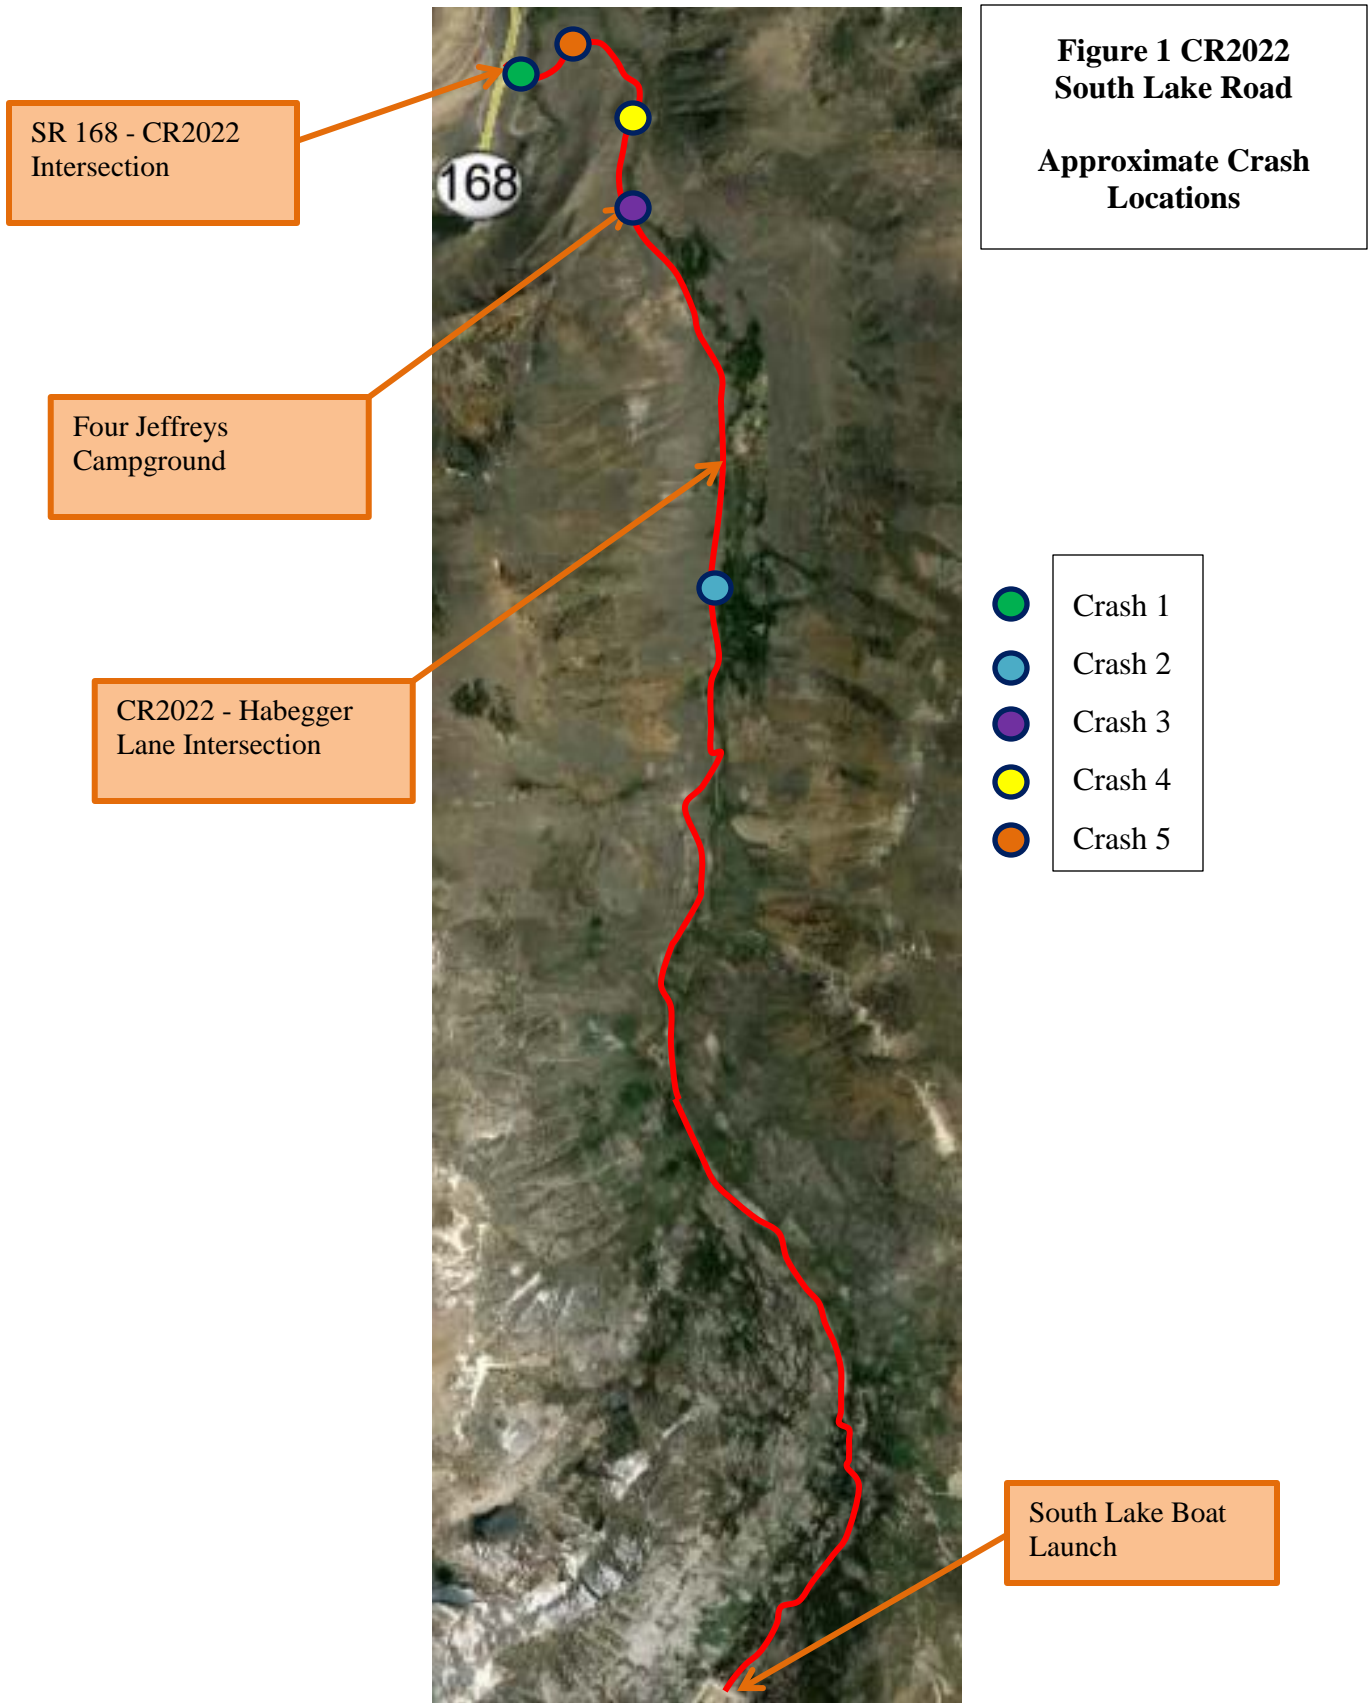 Figure 1 CR2022
South Lake Road
Approximate Crash
Locations
SR 168 - CR2022
Intersection
168
Four Jeffreys
Campground
CR2022 - Habegger
Lane Intersection
Crash 1
Crash 2
Crash 3
Crash 4
Crash 5
South Lake Boat
Launch